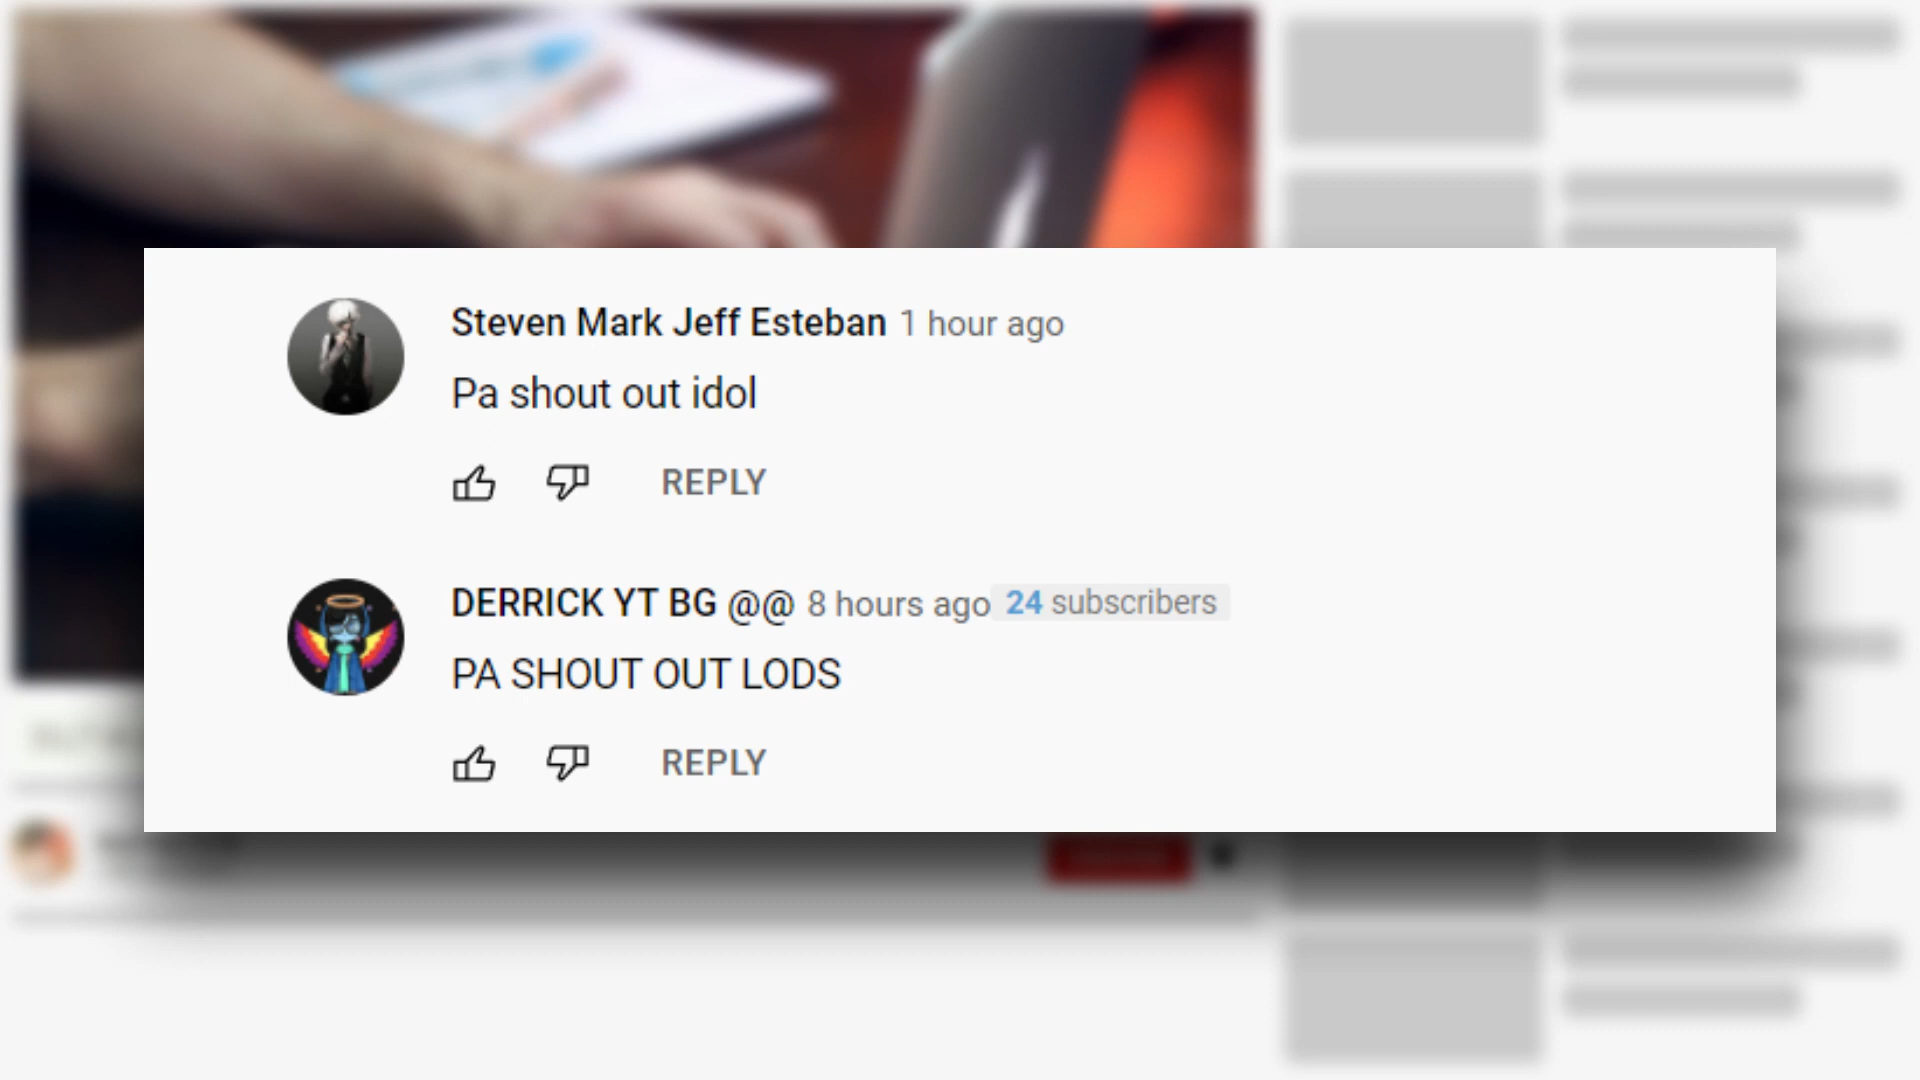 Steven Mark Jeff Esteban 1 hour ago
Pa shout out idol
REPLY
DERRICK YT BG @@ 8 hours ago 24 subscribers
PA SHOUT OUT LODS
REPLY